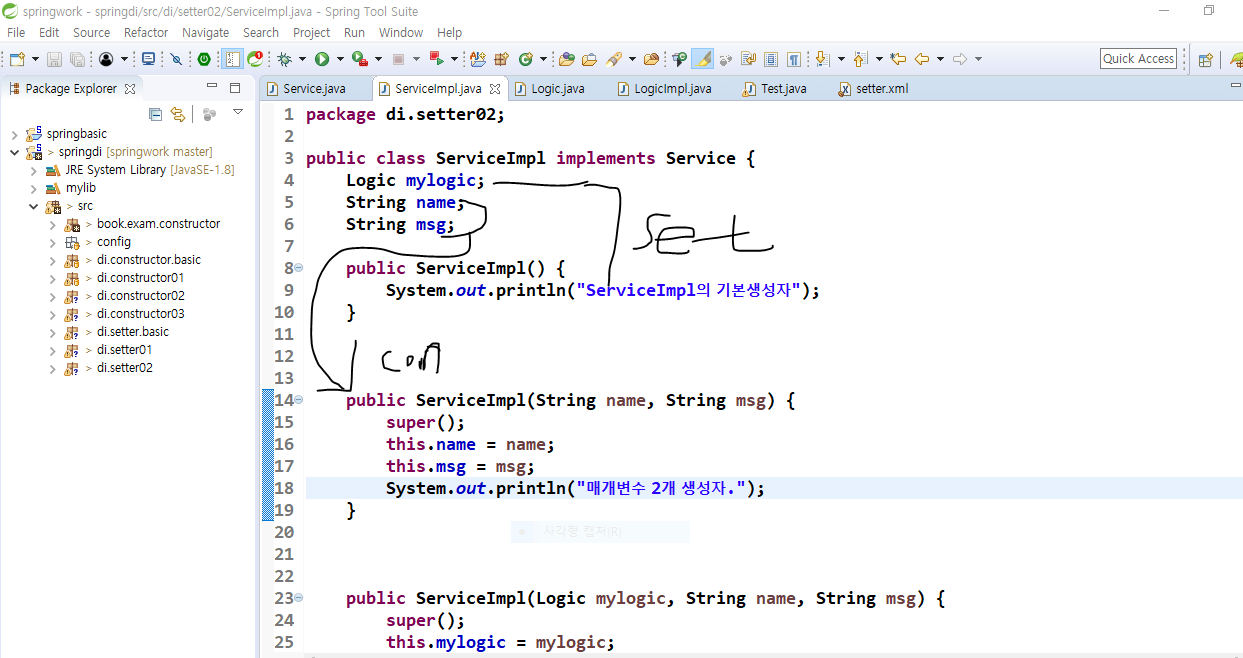 springwork - springdi/src/di/setter02/ServiceImpl.java - Spring Tool Suite
File Edit Source Refactor Navigate Search Project Run Window Help
Quick Access
Package Explorer
springbasic
> springdi [springwork master]
JRE System Library [JavaSE-1.8]
mylib
> src
> book.exam.constructor
> config
> di.constructor.basic
> di.constructor01
> di.constructor02
> di.constructor03
> di.setter.basic
> di.setter01
> di.setter02
Service.java ServiceImpl.java Logic.java LogicImpl.java Test.java setter.xml
1 package di.setter02;
2
3 public class ServiceImpl implements Service {
4 Logic mylogic;
5 String name;
6 String msg;
set
7
8 public ServiceImpl() {
9 System.out.println("ServiceImpl의 기본생성자");
10 }
11
12
con
13
14 public ServiceImpl(String name, String msg) {
15 super();
16 this.name = name;
17 this.msg = msg;
18 System.out.println("매개변수 2개 생성자.");
19 }
20
사각형 캡처(R)
21
22
23 public ServiceImpl(Logic mylogic, String name, String msg) {
24 super();
25 this.mylogic = mylogic;